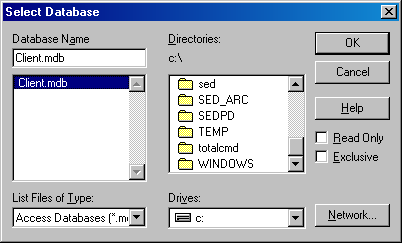 Select Database
Database Name
Client.mdb
Client.mdb
List Files of Type:
Access Databases (*.m
Directories:
c:\
sed
SED_ARC
SEDPD
TEMP
totalcmd
WINDOWS
Drives:
c:
OK
Cancel
Help
Read Only
Exclusive
Network...